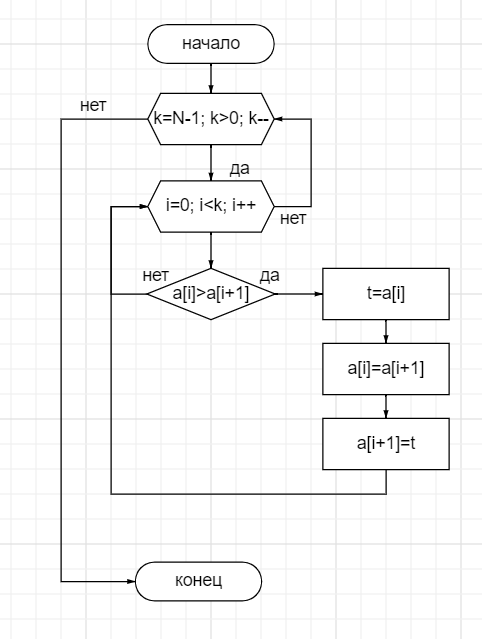 начало
нет
k=N-1; k>0; k--
да
i=0; i<k; i++
нет
нет
да
a[i]>a[i+1]
t=a[i]
a[i]=a[i+1]
a[i+1]=t
конец